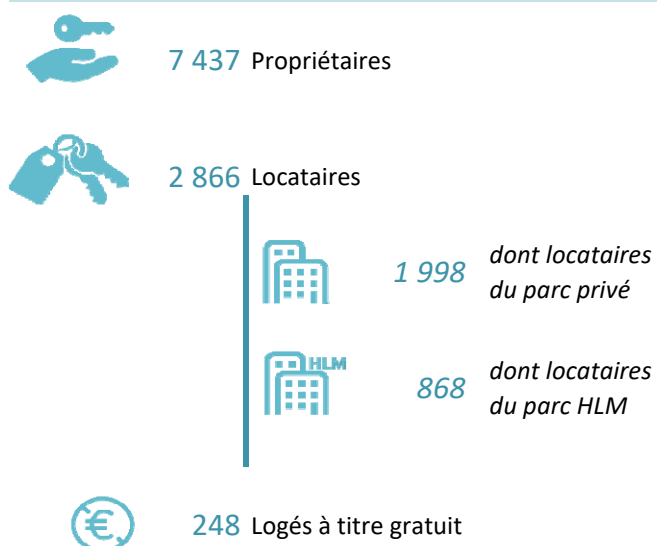 7 437 Propriétaires
2 866 Locataires
1 998 dont locataires
du parc privé
HLM
868 dont locataires
du parc HLM
€
248 Logés à titre gratuit